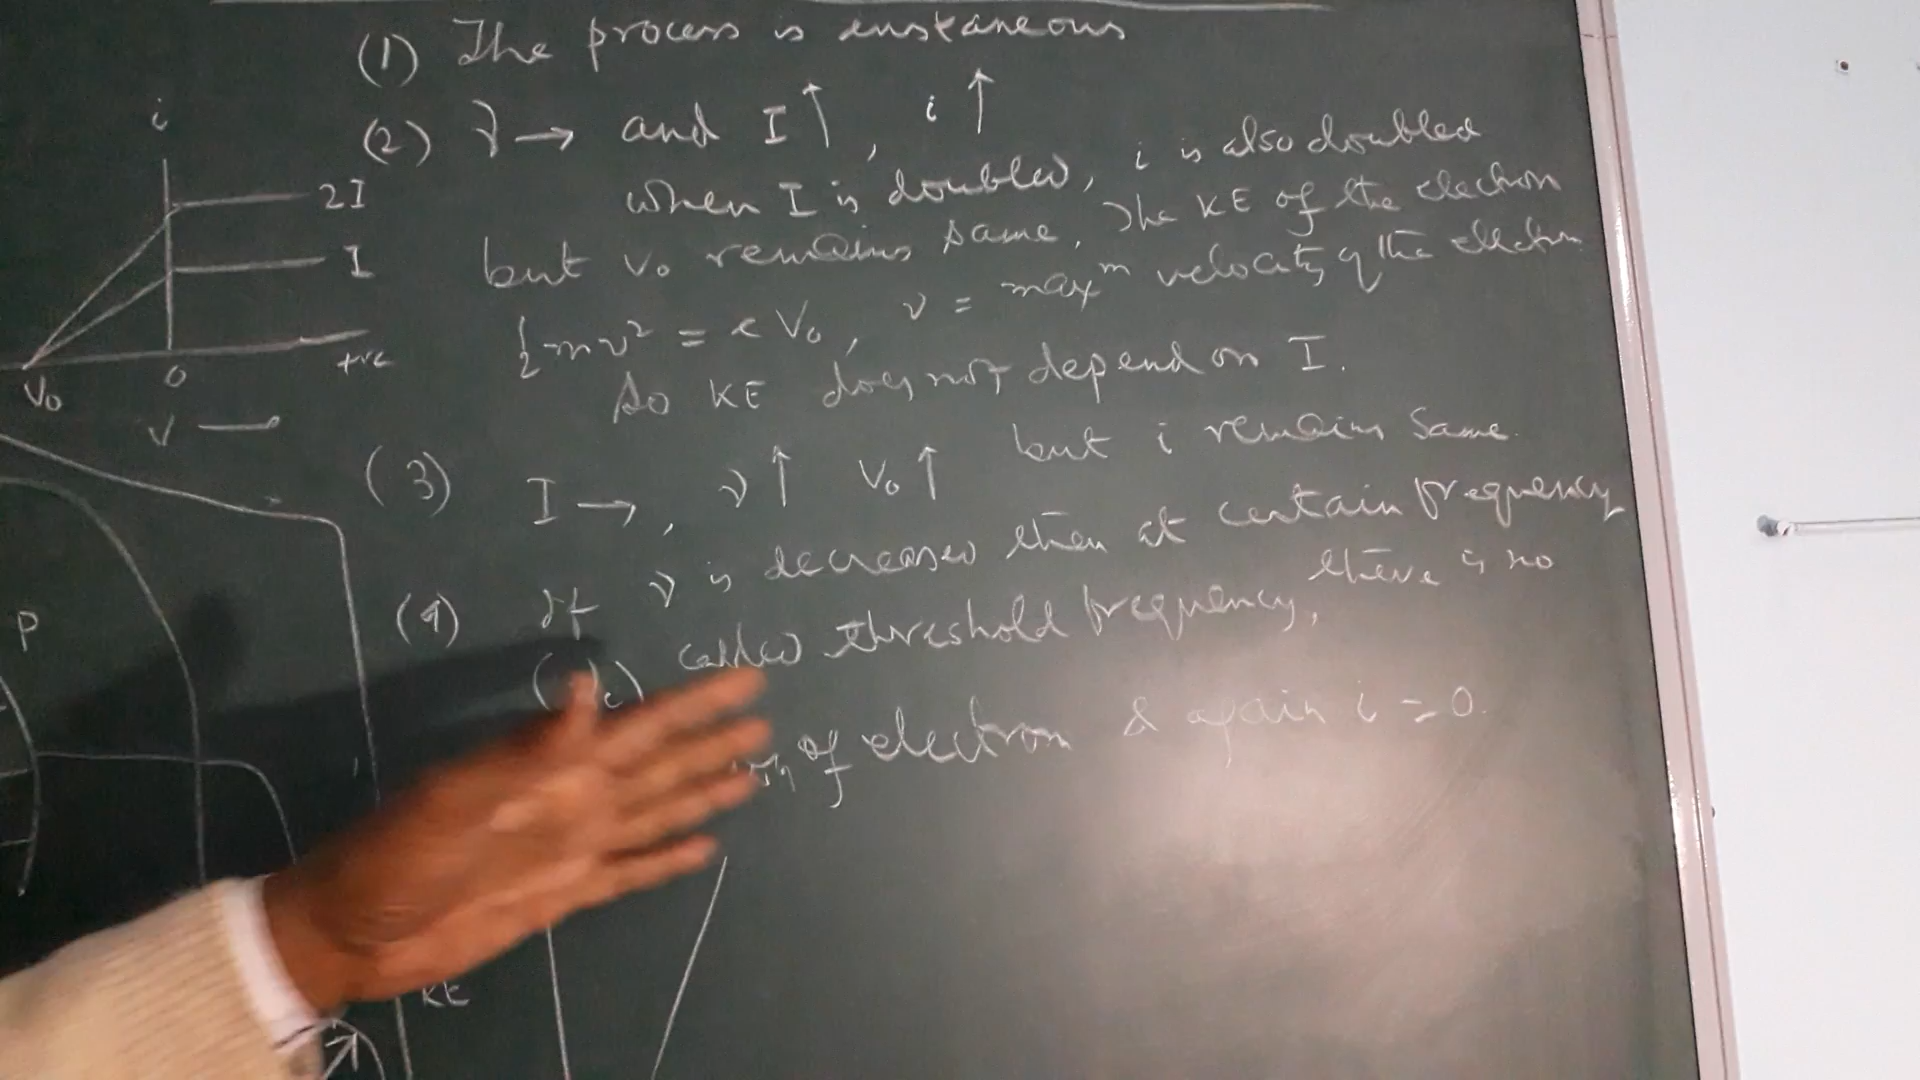 (1) The process is instaneous
(2) ν → and I ↑, i ↑
when I is doubled, i is also doubled
but V₀ remains same. The KE of the electron
½mv² = eV₀, v = maxᵐ velocity of the electron
So KE does not depend on I.
(3) I →, ν ↑ V₀ ↑ but i remains same.
(4) If ν is decreased then at certain frequency
called threshold frequency, there is no
of electron & again i = 0.
i
2I
I
V₀
0
+ve
V
P
KE